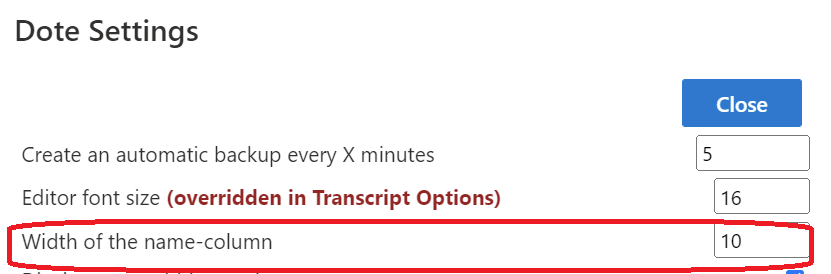 Dote Settings
Close
Create an automatic backup every X minutes 5
Editor font size (overridden in Transcript Options) 16
Width of the name-column 10